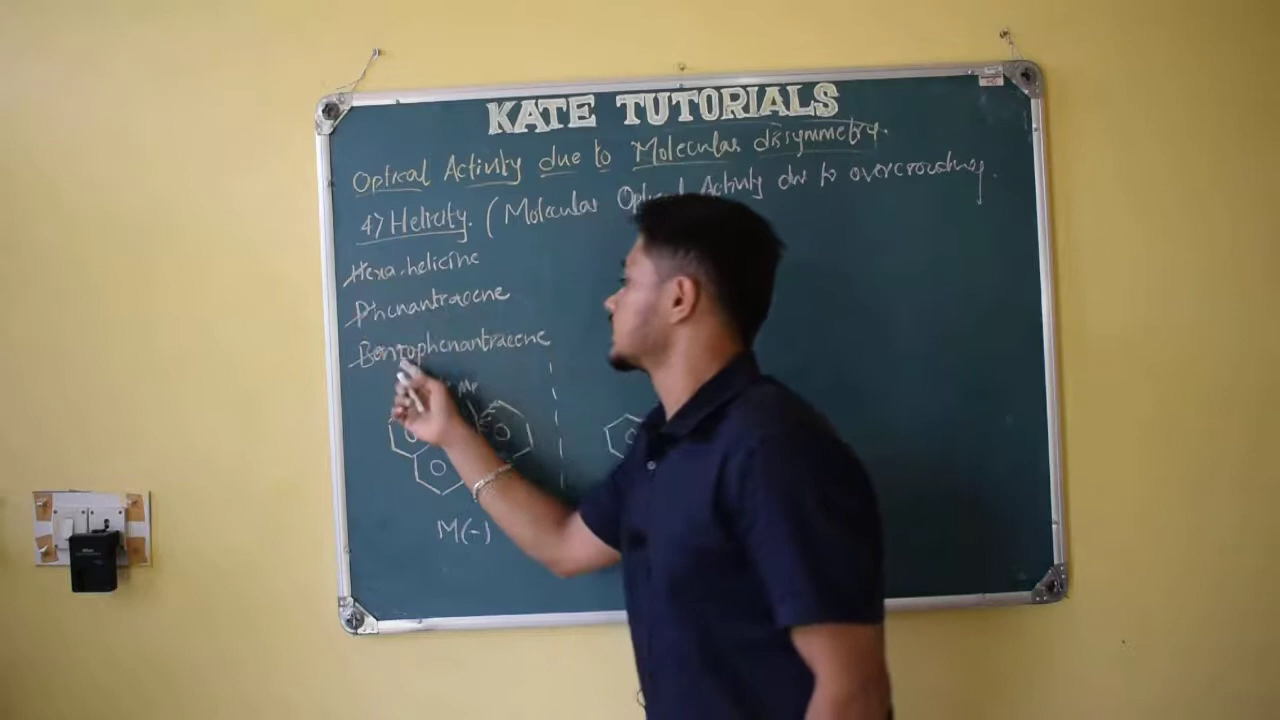 KATE TUTORIALS
Optical Activity due to Molecular dissymmetry.
4) Helicity. (Molecular Activity due to overcrowding.
Hexa-helicine
Phenantracene
Benzophenantracene
Me
M(-)